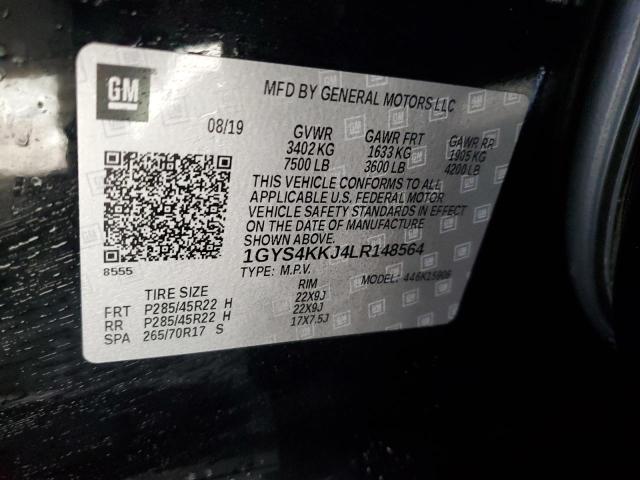 GM
MFD BY GENERAL MOTORS LLC
08/19 GVWR GAWR FRT GAWR RR
3402 KG 1633 KG 1905 KG
7500 LB 3600 LB 4200 LB
THIS VEHICLE CONFORMS TO ALL
APPLICABLE U.S. FEDERAL MOTOR
VEHICLE SAFETY STANDARDS IN EFFECT
ON THE DATE OF MANUFACTURE
SHOWN ABOVE.
1GYS4KKJ4LR148564
8555 TYPE: M.P.V. 446K15906
TIRE SIZE RIM
FRT P285/45R22 H 22X9J
RR P285/45R22 H 22X9J
SPA 265/70R17 S 17X7.5J